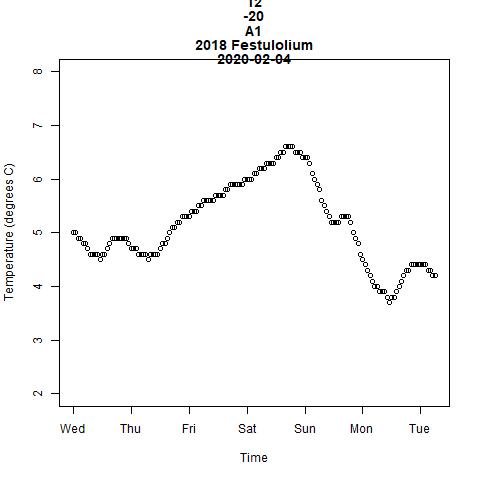 12
-20
A1
2018 Festulolium
2020-02-04
Temperature (degrees C)
8
7
6
5
4
3
2
Wed Thu Fri Sat Sun Mon Tue
Time